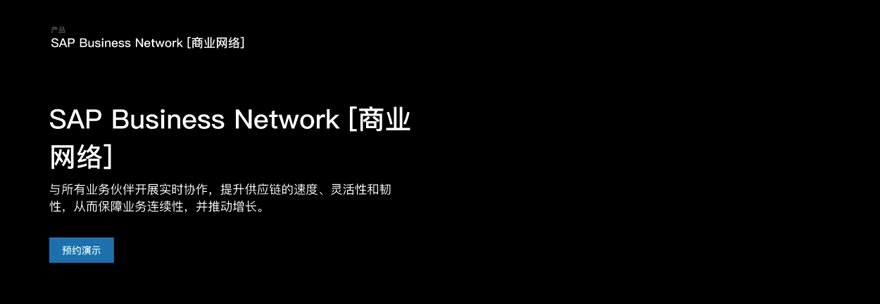 产品
SAP Business Network [商业网络]
SAP Business Network [商业
网络]
与所有业务伙伴开展实时协作，提升供应链的速度、灵活性和韧
性，从而保障业务连续性，并推动增长。
预约演示